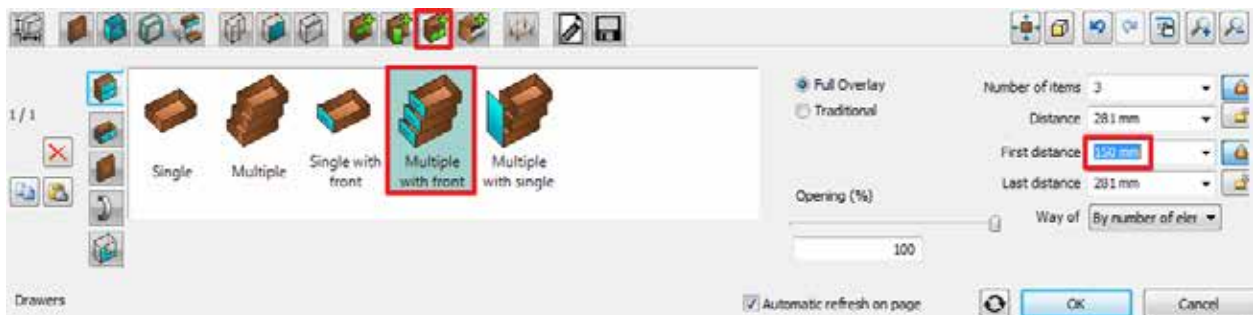 1 / 1
Single
Multiple
Single with front
Multiple with front
Multiple with single
Full Overlay
Traditional
Opening (%)
100
Number of items 3
Distance 281 mm
First distance 150 mm
Last distance 281 mm
Way of By number of eler
Drawers
Automatic refresh on page
OK
Cancel